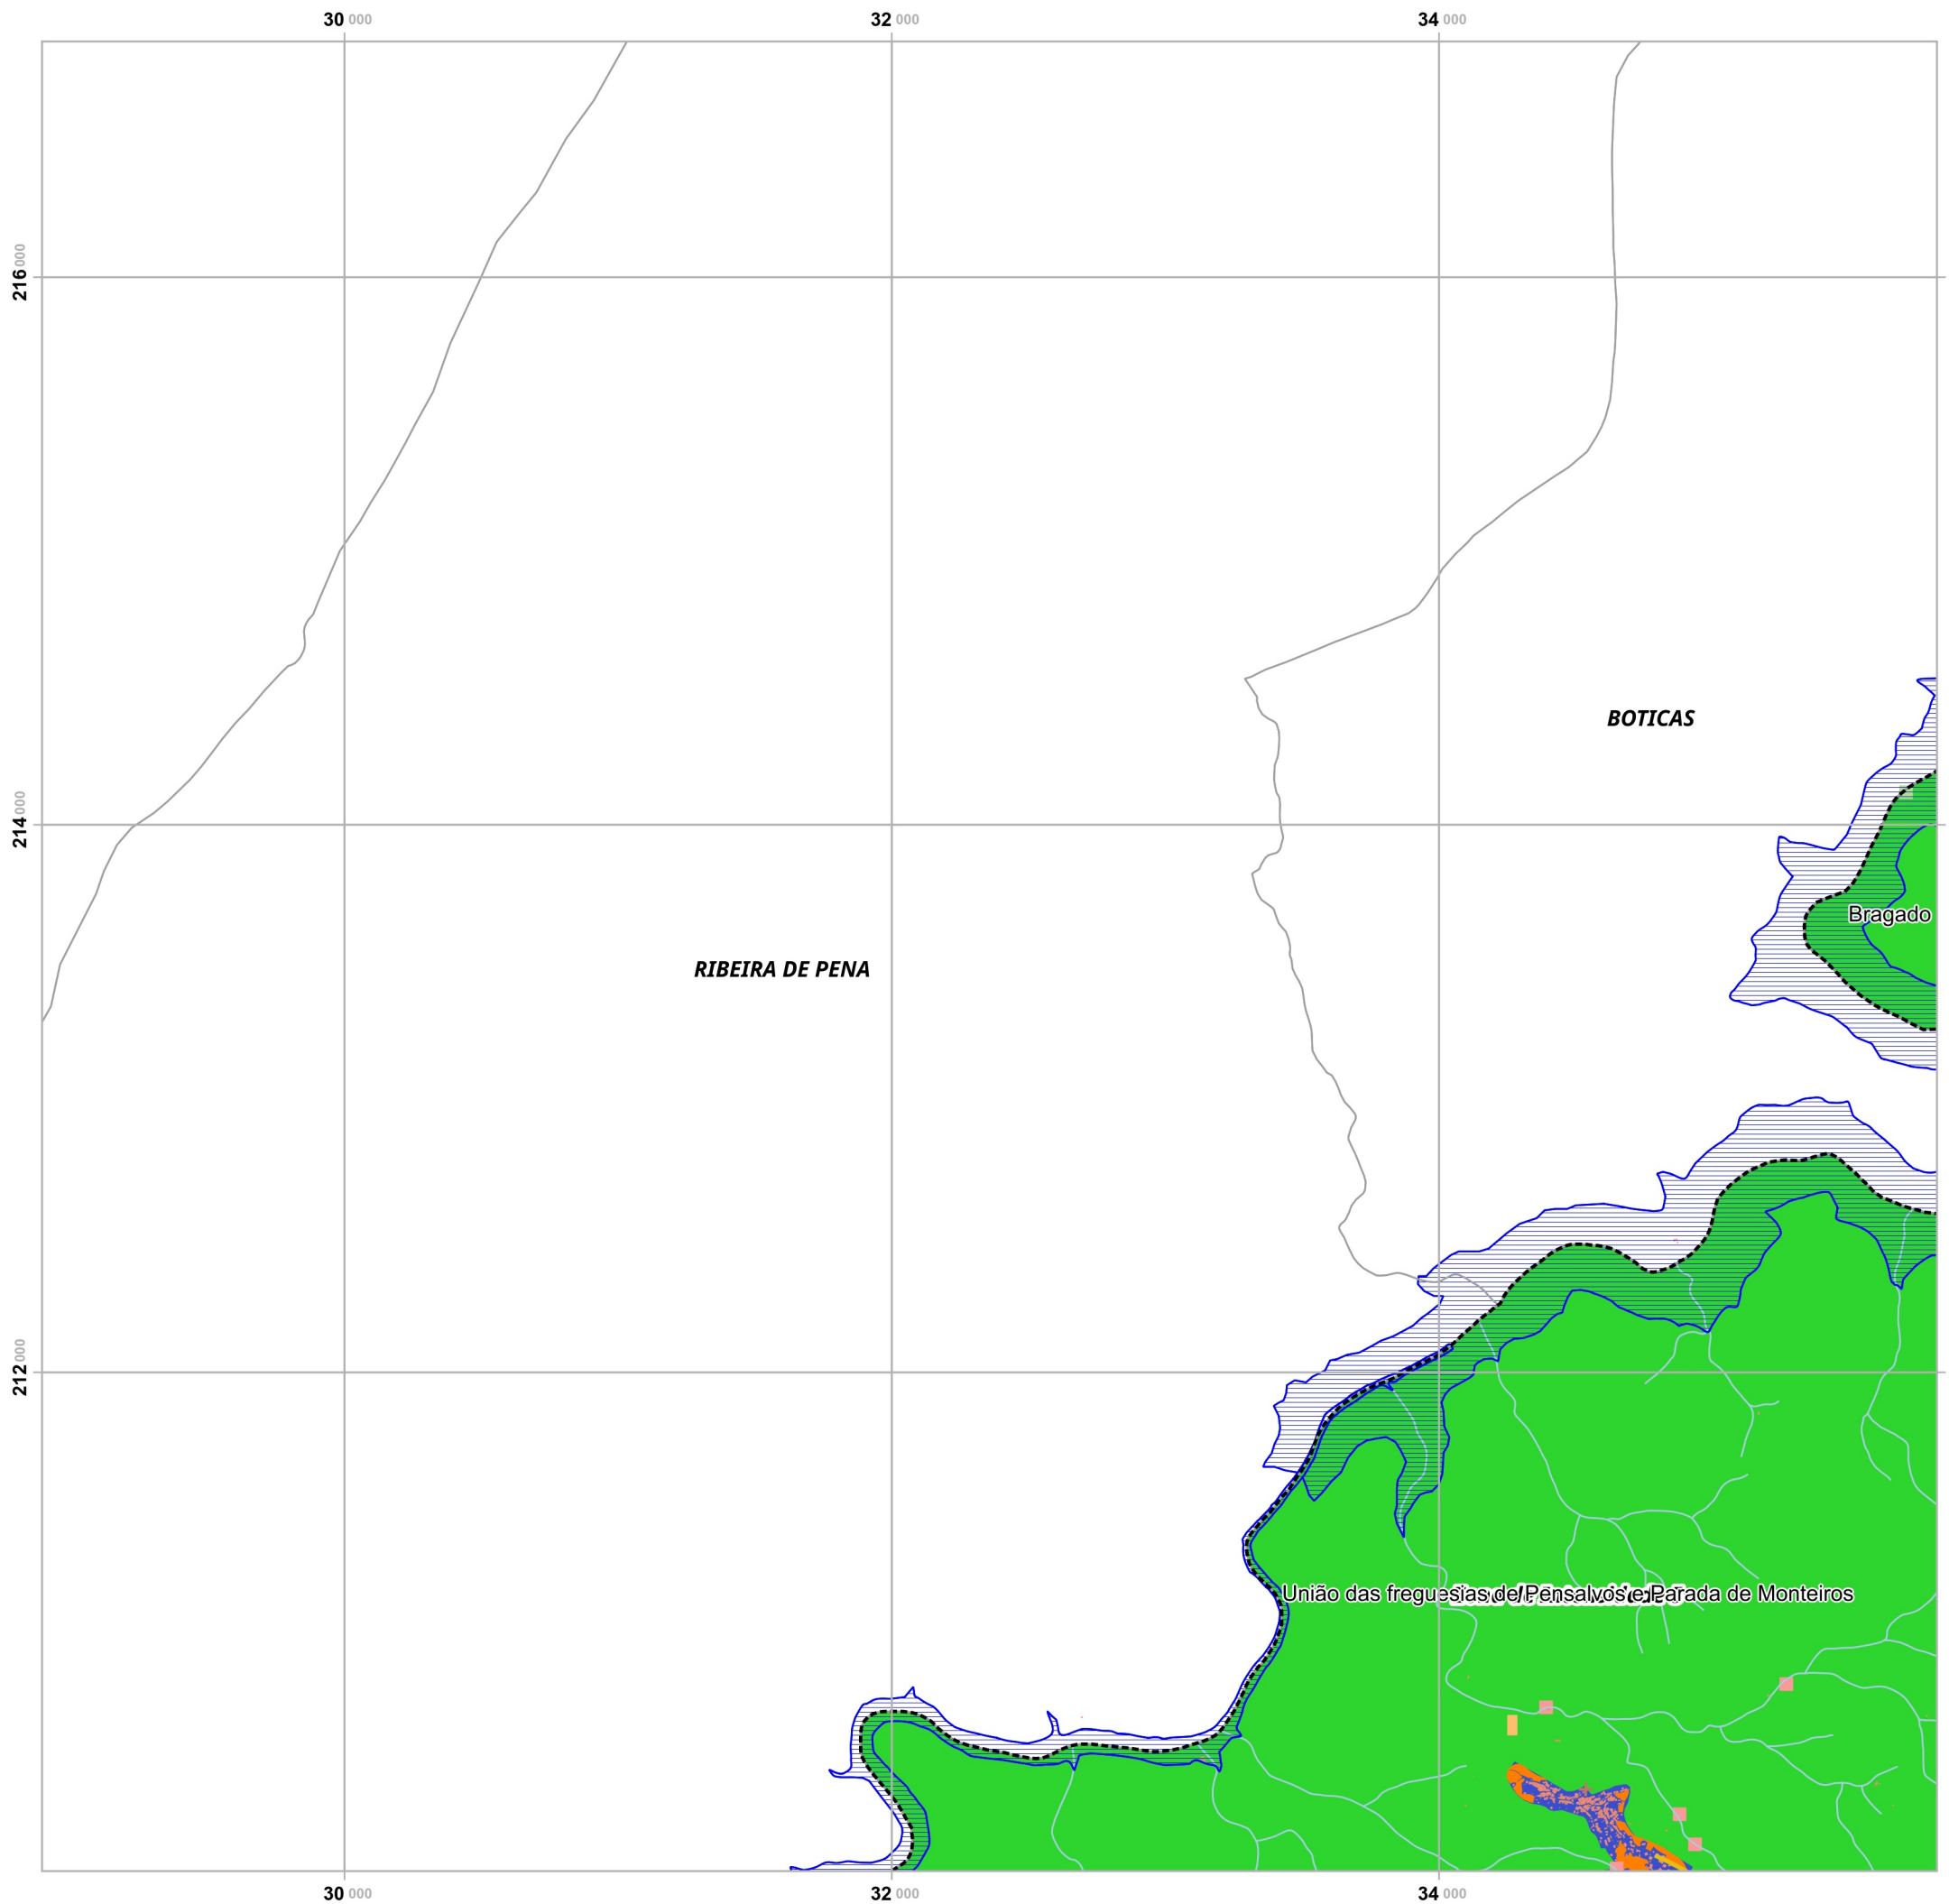 30 000
32 000
34 000
216 000
BOTICAS
214 000
Bragado
RIBEIRA DE PENA
212 000
União das freguesias de Pensalvos e Parada de Monteiros
30 000
32 000
34 000